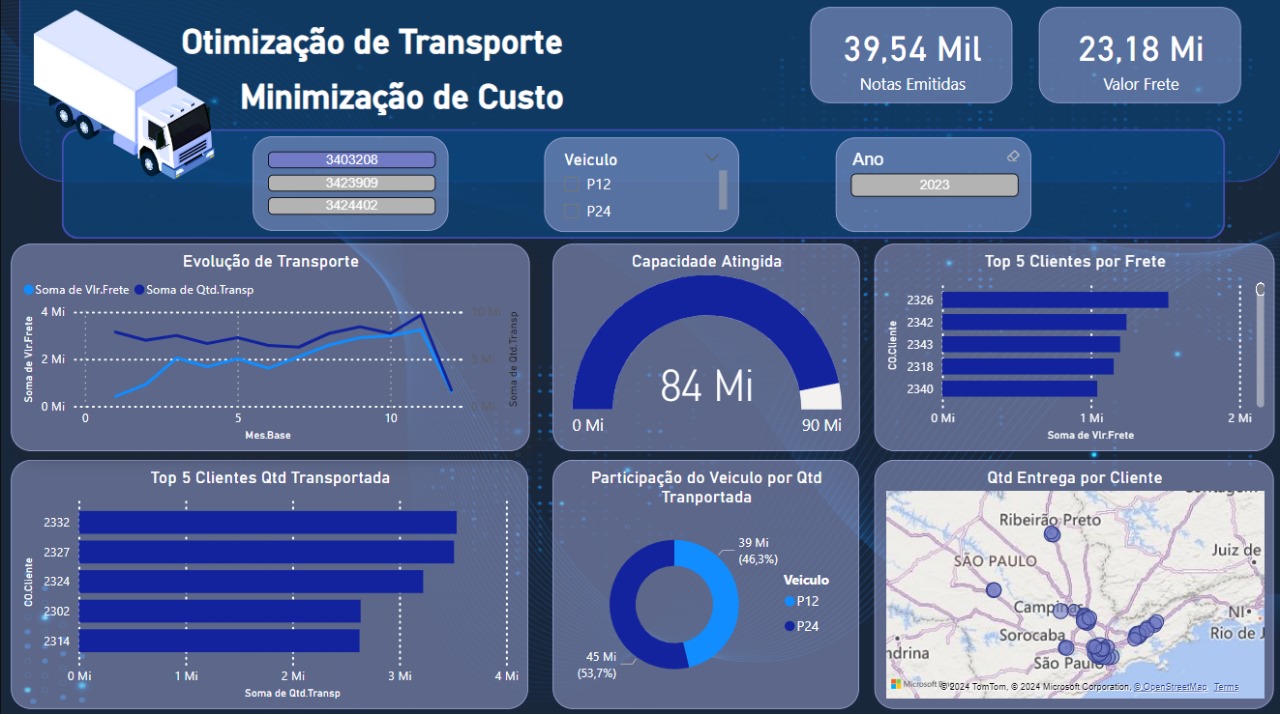 Otimização de Transporte
Minimização de Custo
39,54 Mil
Notas Emitidas
23,18 Mi
Valor Frete
3403208
3423909
3424402
Veiculo
P12
P24
Ano
2023
Evolução de Transporte
Soma de Vlr.Frete Soma de Qtd.Transp
Soma de Vlr.Frete
4 Mi
2 Mi
0 Mi
10 Mi
5 Mi
0 Mi
Soma de Qtd.Transp
0 5 10
Mes.Base
Capacidade Atingida
84 Mi
0 Mi 90 Mi
Top 5 Clientes por Frete
CO.Cliente
2326
2342
2343
2318
2340
0 Mi 1 Mi 2 Mi
Soma de Vlr.Frete
Top 5 Clientes Qtd Transportada
CO.Cliente
2332
2327
2324
2302
2314
0 Mi 1 Mi 2 Mi 3 Mi 4 Mi
Soma de Qtd.Transp
Participação do Veiculo por Qtd
Tranportada
39 Mi
(46,3%)
45 Mi
(53,7%)
Veiculo
P12
P24
Qtd Entrega por Cliente
Ribeirão Preto
SÃO PAULO
Juiz de
Campinas
Sorocaba
NI
Rio de J
ndrina
São Paulo
Microsoft
©2024 TomTom, © 2024 Microsoft Corporation, © OpenStreetMap Terms